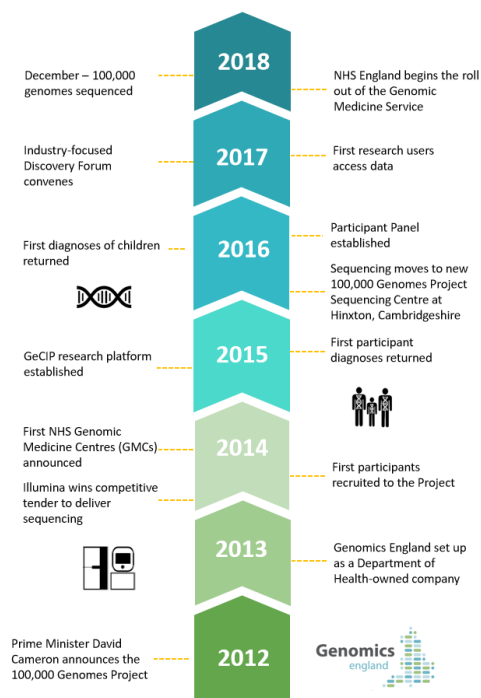 2018
December – 100,000
genomes sequenced
NHS England begins the roll
out of the Genomic
Medicine Service
2017
Industry-focused
Discovery Forum
convenes
First research users
access data
2016
First diagnoses of children
returned
Participant Panel
established
Sequencing moves to new
100,000 Genomes Project
Sequencing Centre at
Hinxton, Cambridgeshire
2015
GeCIP research platform
established
First participant
diagnoses returned
2014
First NHS Genomic
Medicine Centres (GMCs)
announced
Illumina wins competitive
tender to deliver
sequencing
First participants
recruited to the Project
2013
Genomics England set up
as a Department of
Health-owned company
2012
Prime Minister David
Cameron announces the
100,000 Genomes Project
Genomics
england